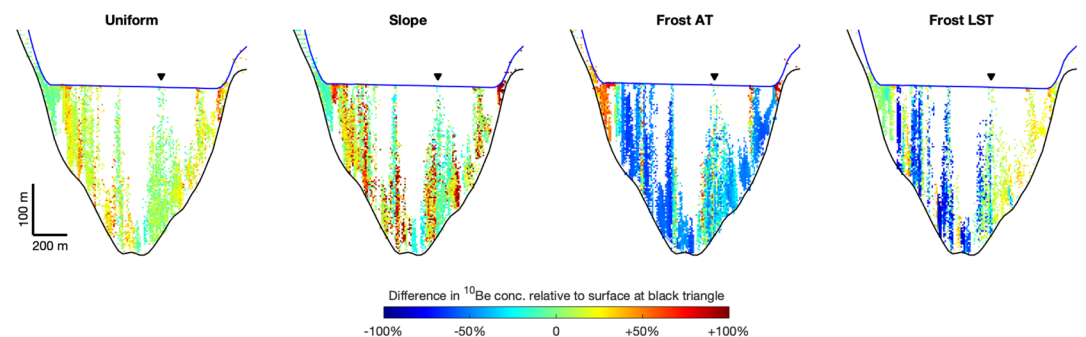 Uniform
Slope
Frost AT
Frost LST
100 m
200 m
Difference in ¹⁰Be conc. relative to surface at black triangle
-100%
-50%
0
+50%
+100%